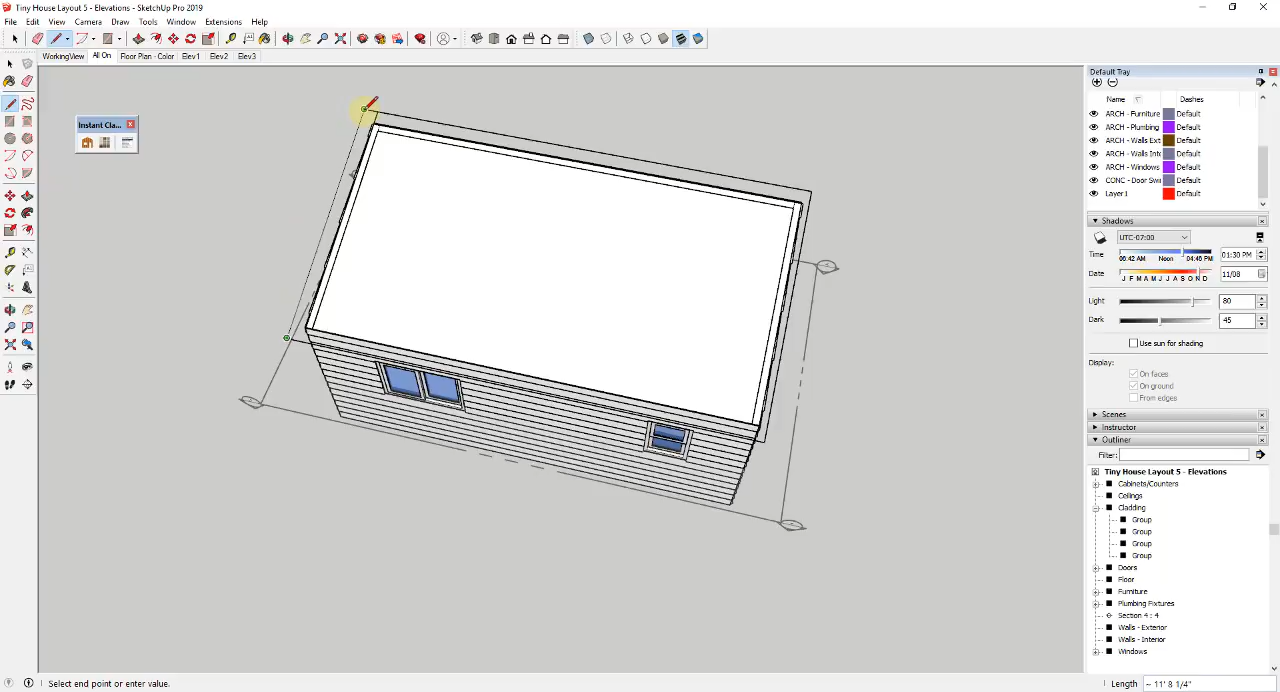 Tiny House Layout 5 - Elevations - SketchUp Pro 2019
File Edit View Camera Draw Tools Window Extensions Help
WorkingView All On Floor Plan - Color Elev1 Elev2 Elev3
Instant Cla...
Default Tray
Name Dashes
ARCH - Furniture Default
ARCH - Plumbing Default
ARCH - Walls Ext Default
ARCH - Walls Inte Default
ARCH - Windows Default
CONC - Door Swi Default
Layer1 Default
Shadows
UTC-07:00
Time 06:42 AM Noon 04:46 PM 01:30 PM
Date J F M A M J J A S O N D 11/08
Light 80
Dark 45
Use sun for shading
Display:
On faces
On ground
From edges
Scenes
Instructor
Outliner
Filter:
Tiny House Layout 5 - Elevations
Cabinets/Counters
Ceilings
Cladding
Group
Group
Group
Group
Doors
Floor
Furniture
Plumbing Fixtures
Section 4 : 4
Walls - Exterior
Walls - Interior
Windows
Select end point or enter value.
Length ~ 11' 8 1/4"